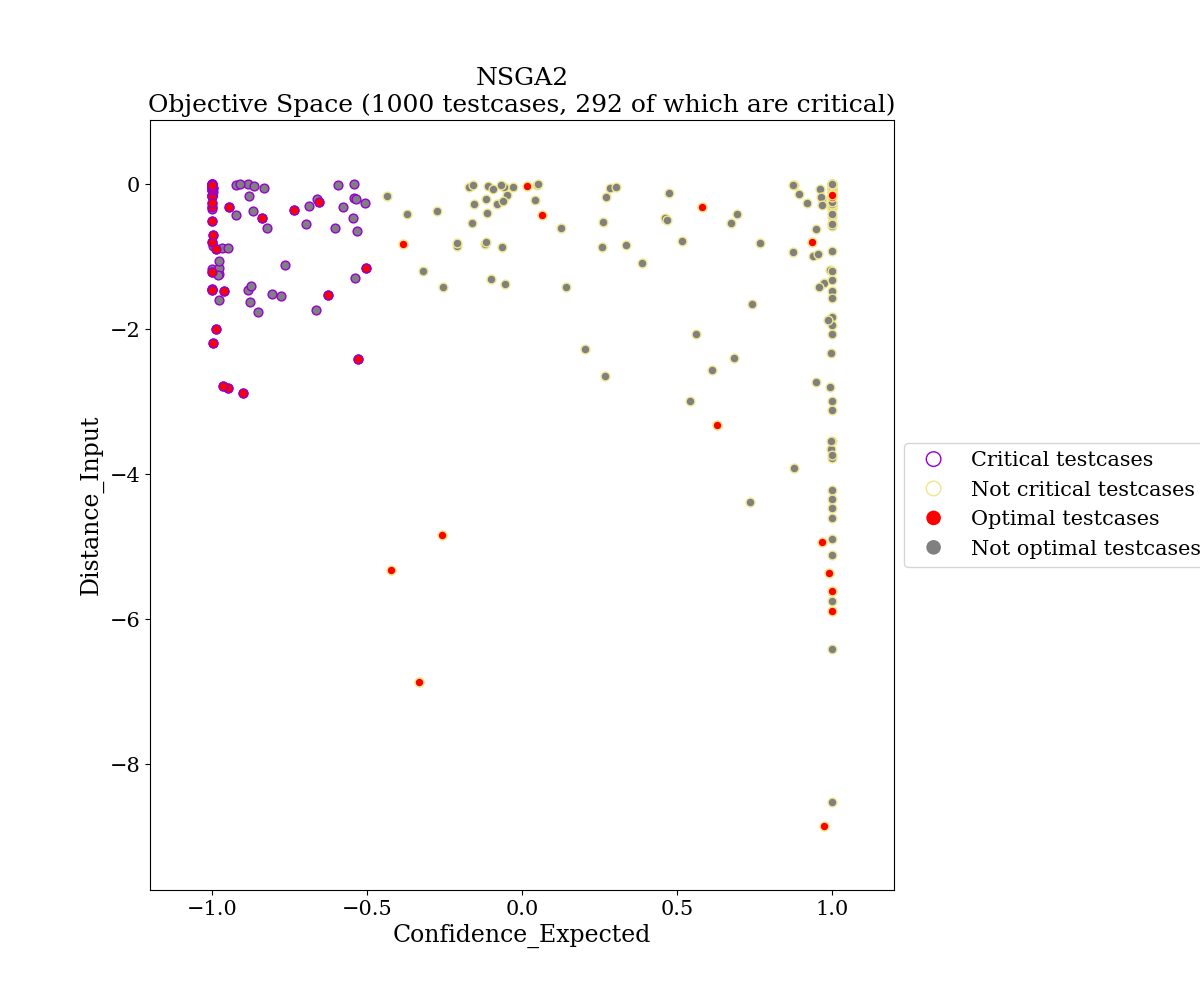 NSGA2
Objective Space (1000 testcases, 292 of which are critical)
0
−2
−4
−6
−8
Distance_Input
−1.0
−0.5
0.0
0.5
1.0
Confidence_Expected
Critical testcases
Not critical testcases
Optimal testcases
Not optimal testcases